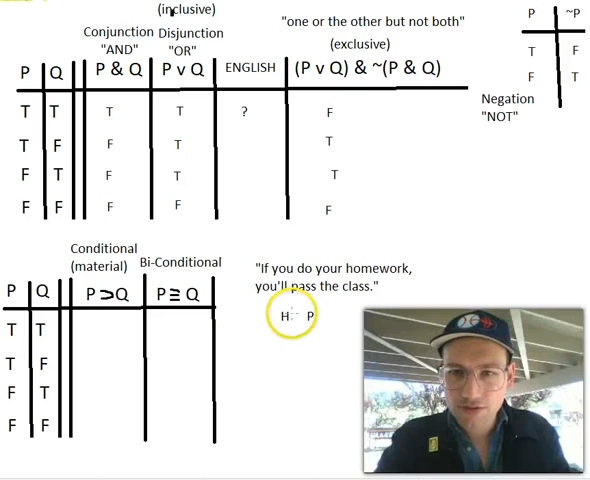 (inclusive)
"one or the other but not both"
P ~P
Conjunction Disjunction
"AND" "OR"
(exclusive)
T F
P Q P & Q P v Q ENGLISH (P v Q) & ~(P & Q)
F T
Negation
"NOT"
T T T T ? F
T F F T T
F T F T T
F F F F F
Conditional
(material) Bi-Conditional
"If you do your homework,
you'll pass the class."
P Q P ⊃ Q P ≡ Q
H P
T T
T F
F T
F F